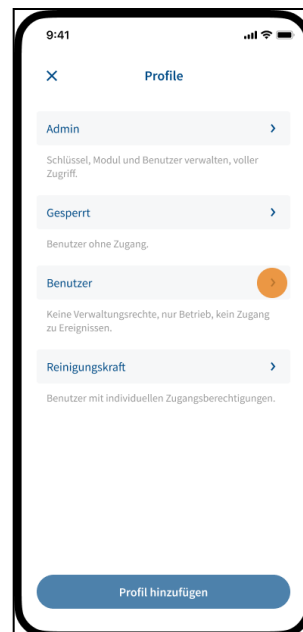 9:41
Profile
Admin
Schlüssel, Modul und Benutzer verwalten, voller
Zugriff.
Gesperrt
Benutzer ohne Zugang.
Benutzer
Keine Verwaltungsrechte, nur Betrieb, kein Zugang
zu Ereignissen.
Reinigungskraft
Benutzer mit individuellen Zugangsberechtigungen.
Profil hinzufügen